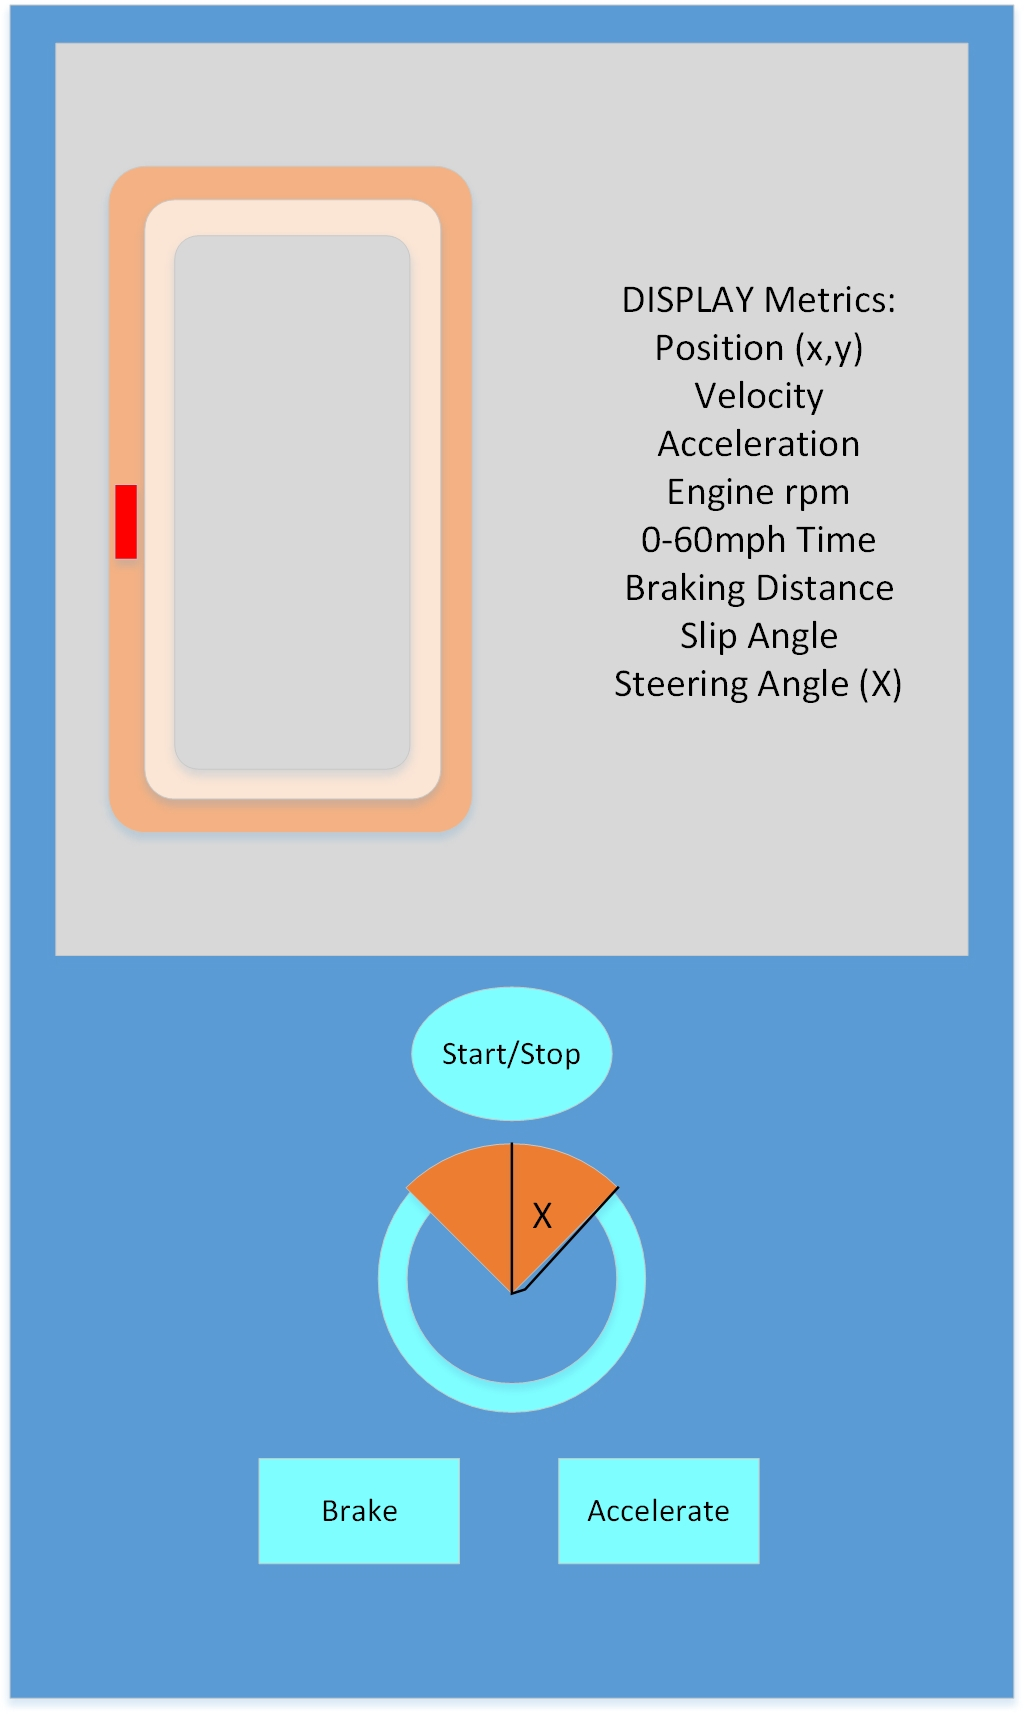 DISPLAY Metrics:
Position (x,y)
Velocity
Acceleration
Engine rpm
0-60mph Time
Braking Distance
Slip Angle
Steering Angle (X)
Start/Stop
X
Brake
Accelerate